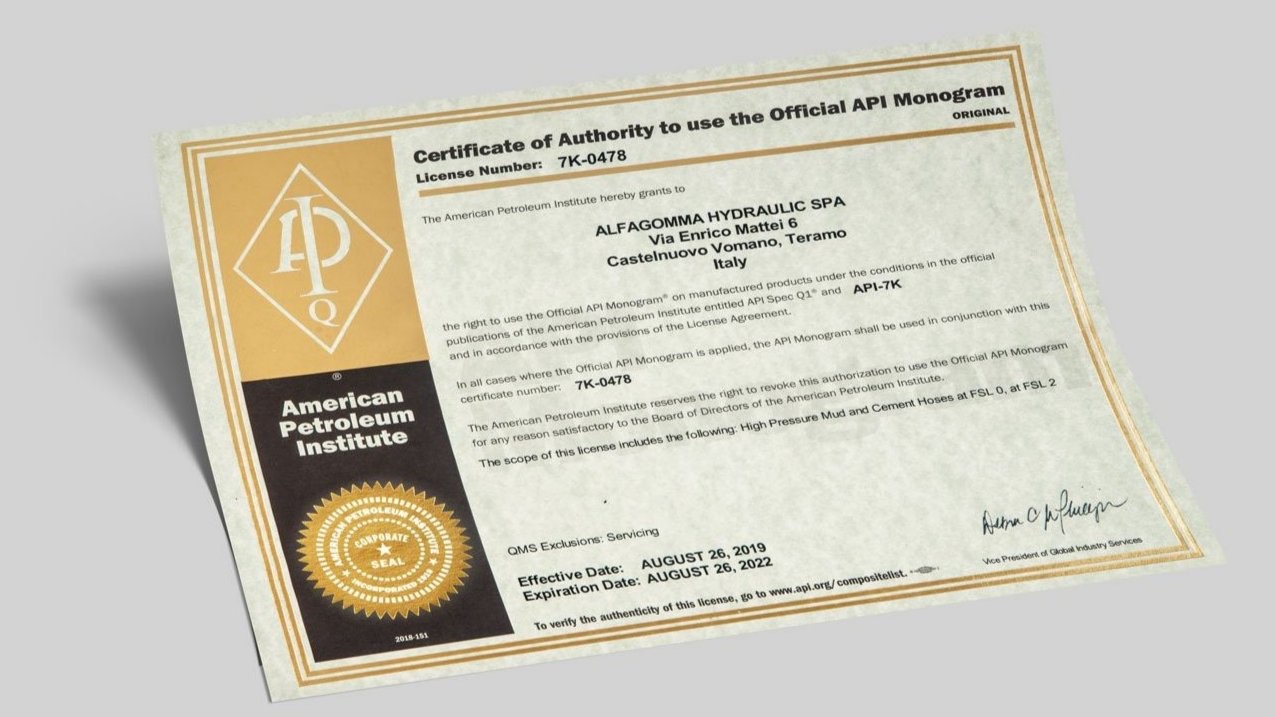 Certificate of Authority to use the Official API Monogram
ORIGINAL
License Number: 7K-0478
The American Petroleum Institute hereby grants to
ALFAGOMMA HYDRAULIC SPA
Via Enrico Mattei 6
Castelnuovo Vomano, Teramo
Italy
the right to use the Official API Monogram® on manufactured products under the conditions in the official
publications of the American Petroleum Institute entitled API Spec Q1® and API-7K
and in accordance with the provisions of the License Agreement.
In all cases where the Official API Monogram is applied, the API Monogram shall be used in conjunction with this
certificate number: 7K-0478
The American Petroleum Institute reserves the right to revoke this authorization to use the Official API Monogram
for any reason satisfactory to the Board of Directors of the American Petroleum Institute.
The scope of this license includes the following: High Pressure Mud and Cement Hoses at FSL 0, at FSL 2
QMS Exclusions: Servicing
Effective Date: AUGUST 26, 2019
Expiration Date: AUGUST 26, 2022
To verify the authenticity of this license, go to www.api.org/compositelist.
Vice President of Global Industry Services
API
Q
®
American
Petroleum
Institute
AMERICAN PETROLEUM INSTITUTE
CORPORATE
SEAL
2018-151